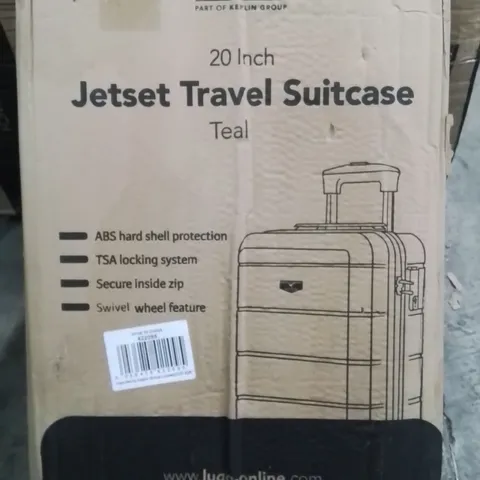 PART OF KEPLIN GROUP
20 Inch
Jetset Travel Suitcase
Teal
ABS hard shell protection
TSA locking system
Secure inside zip
Swivel wheel feature